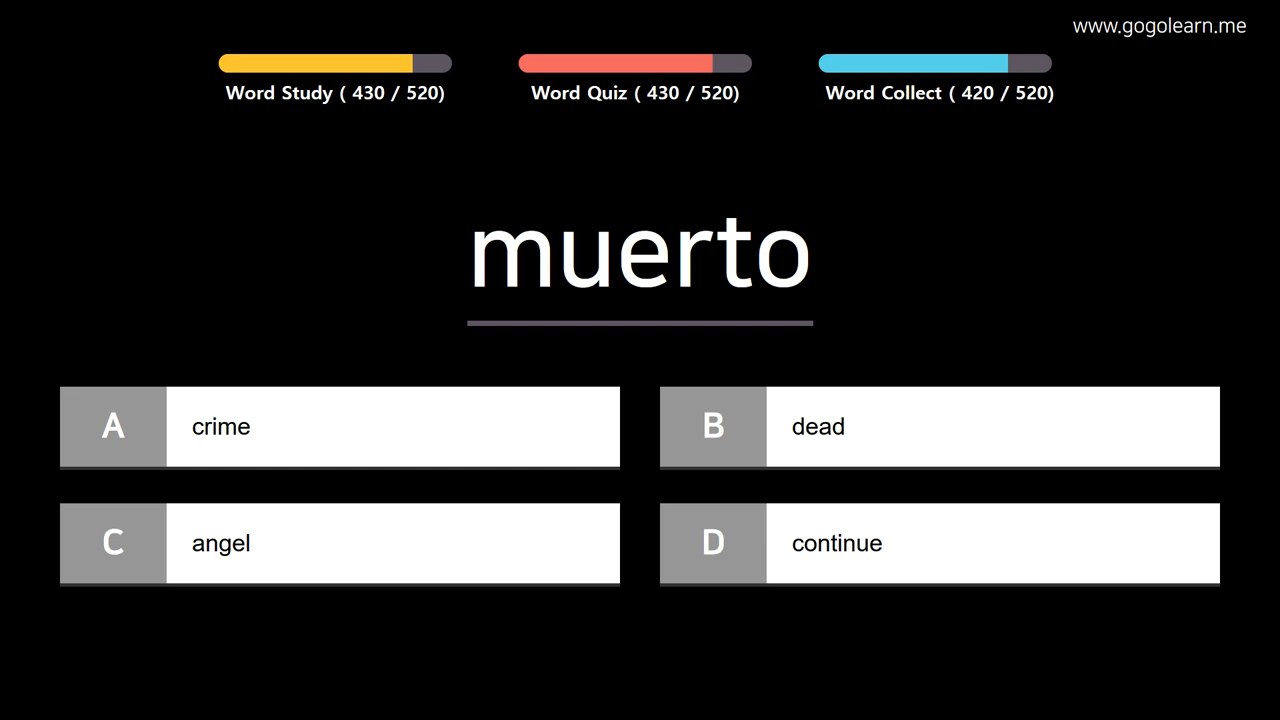 www.gogolearn.me
Word Study ( 430 / 520)
Word Quiz ( 430 / 520)
Word Collect ( 420 / 520)
muerto
A crime
B dead
C angel
D continue